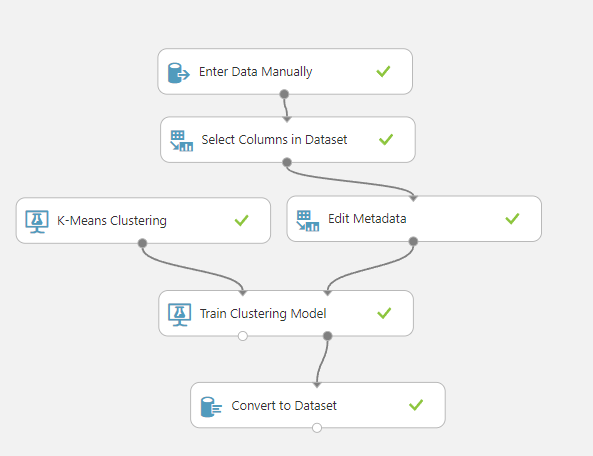 Enter Data Manually
Select Columns in Dataset
K-Means Clustering
Edit Metadata
Train Clustering Model
Convert to Dataset